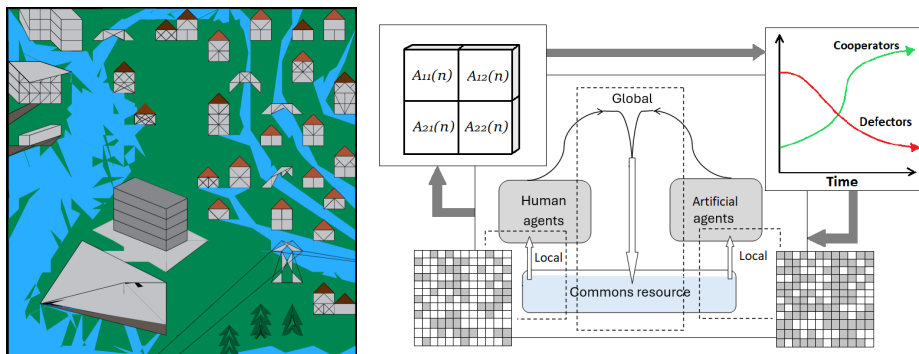 A11(n) A12(n)
A21(n) A22(n)
Cooperators
Defectors
Time
Global
Human
agents
Artificial
agents
Local
Local
Commons resource